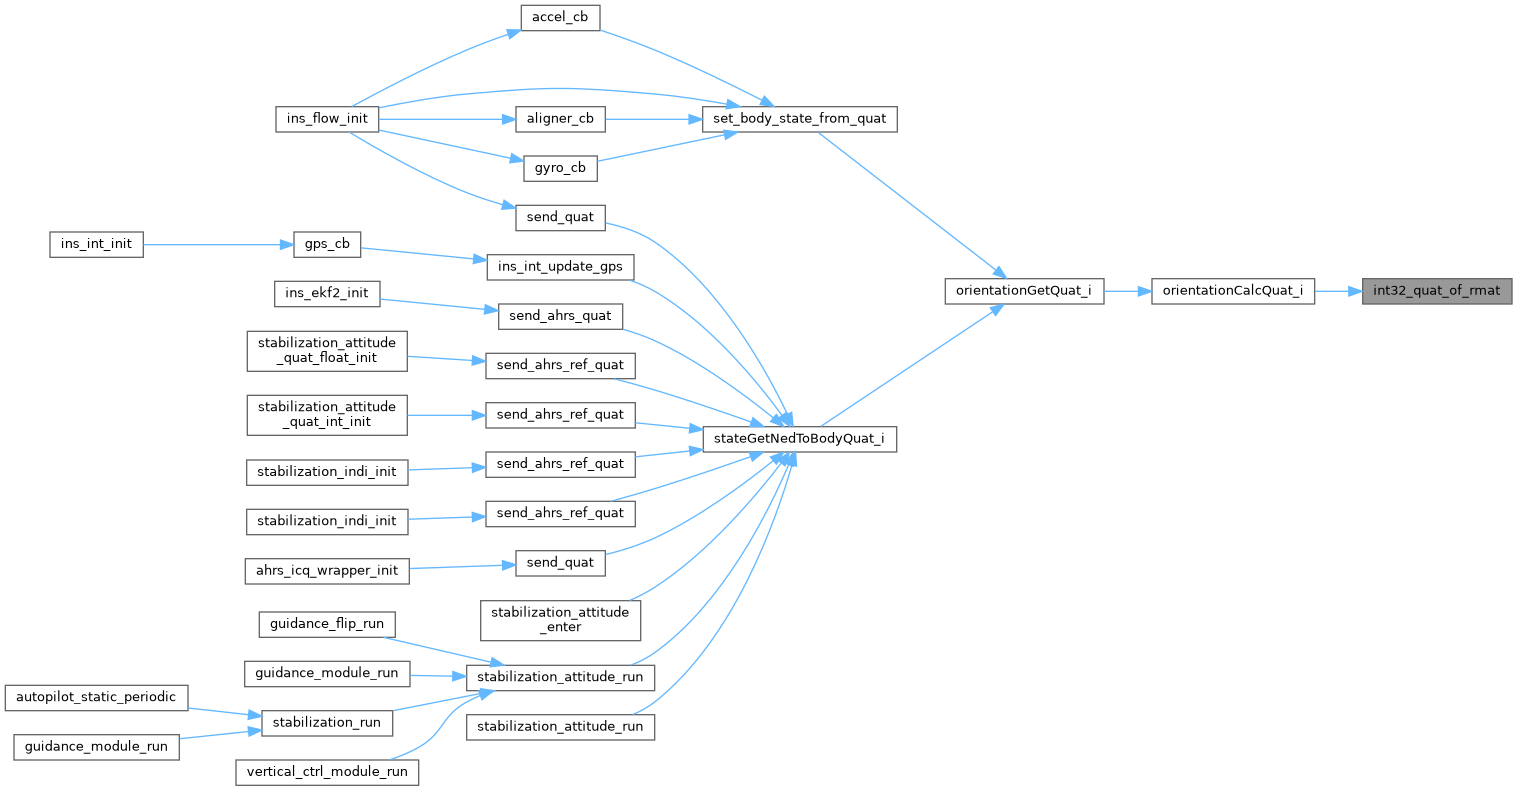 accel_cb
ins_flow_init
aligner_cb
set_body_state_from_quat
gyro_cb
send_quat
ins_int_init
gps_cb
ins_int_update_gps
ins_ekf2_init
orientationGetQuat_i
orientationCalcQuat_i
int32_quat_of_rmat
send_ahrs_quat
stabilization_attitude
_quat_float_init
send_ahrs_ref_quat
stabilization_attitude
_quat_int_init
send_ahrs_ref_quat
stateGetNedToBodyQuat_i
stabilization_indi_init
send_ahrs_ref_quat
stabilization_indi_init
send_ahrs_ref_quat
ahrs_icq_wrapper_init
send_quat
stabilization_attitude
_enter
guidance_flip_run
guidance_module_run
stabilization_attitude_run
autopilot_static_periodic
stabilization_run
stabilization_attitude_run
guidance_module_run
vertical_ctrl_module_run